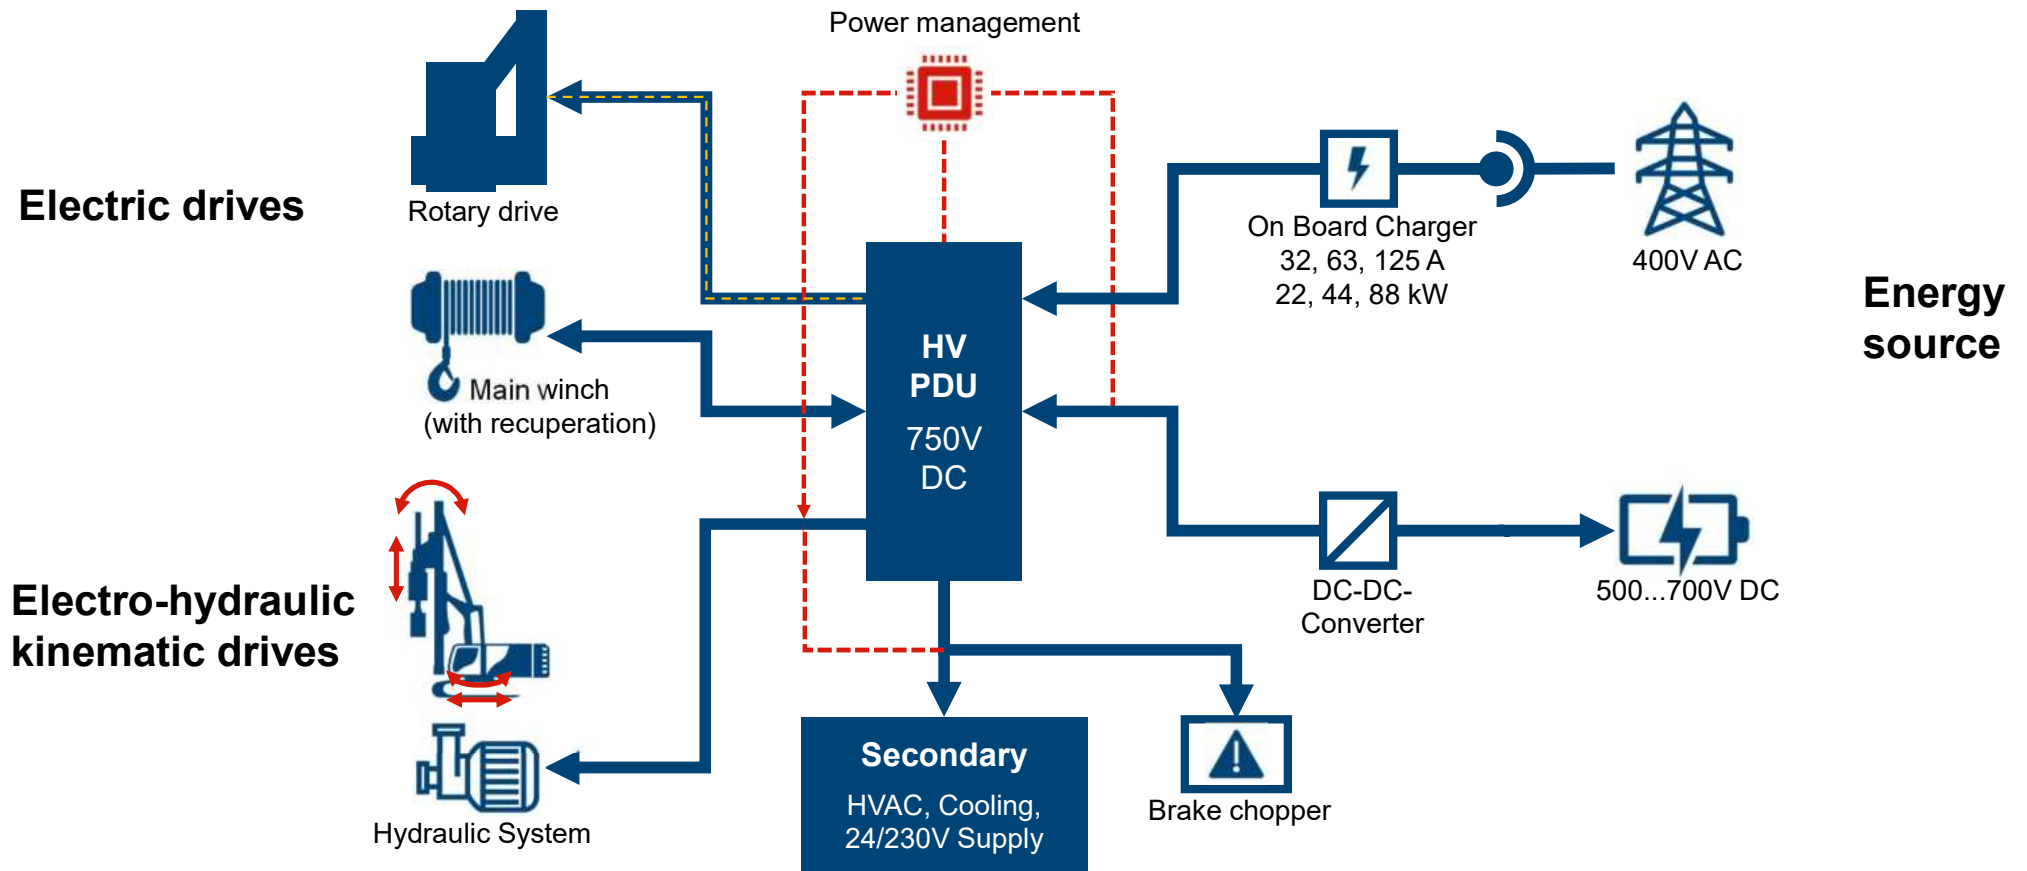 Power management
Electric drives
Rotary drive
Main winch
(with recuperation)
Electro-hydraulic
kinematic drives
Hydraulic System
HV
PDU
750V
DC
Secondary
HVAC, Cooling,
24/230V Supply
Brake chopper
On Board Charger
32, 63, 125 A
22, 44, 88 kW
400V AC
Energy
source
DC-DC-
Converter
500...700V DC